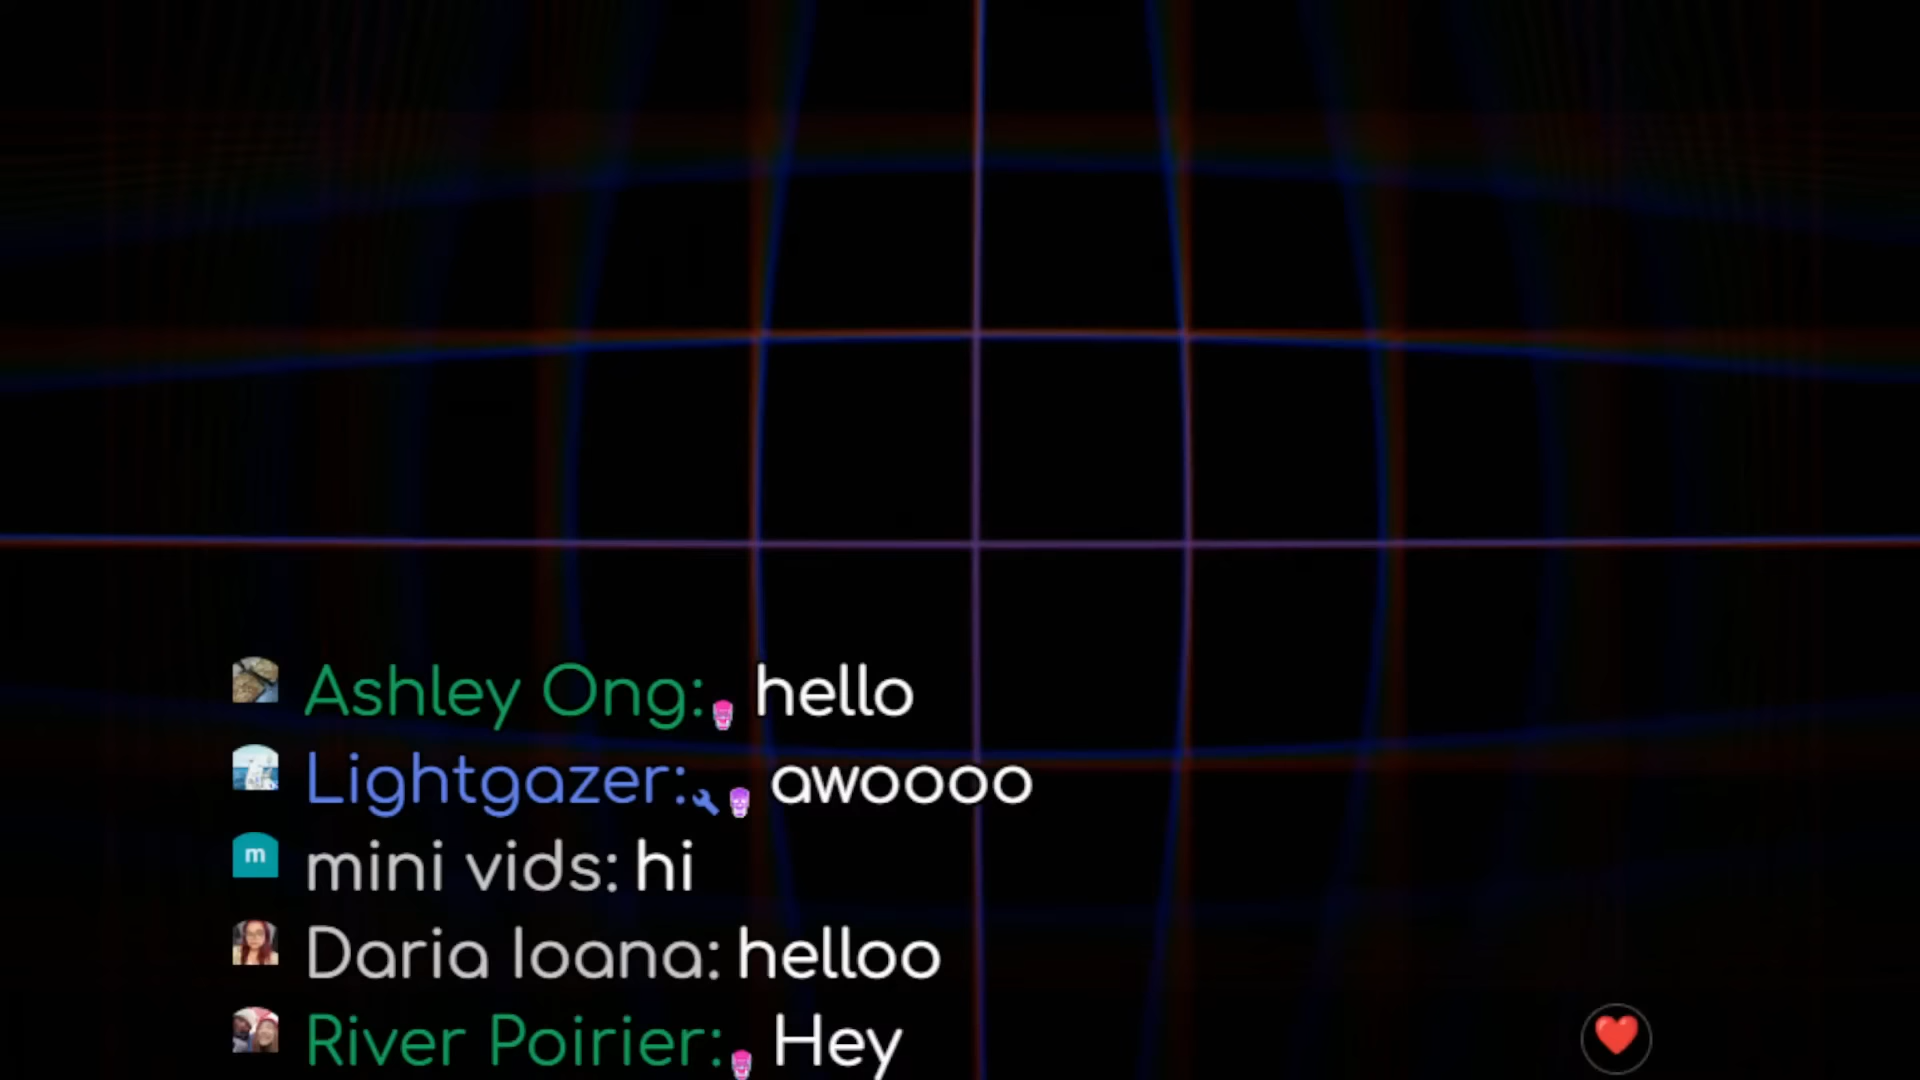 Ashley Ong: hello
Lightgazer: awoooo
m mini vids: hi
Daria Ioana: helloo
River Poirier: Hey